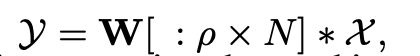 𝒴 = 𝐖[ : ρ × N] ∗ 𝒳,